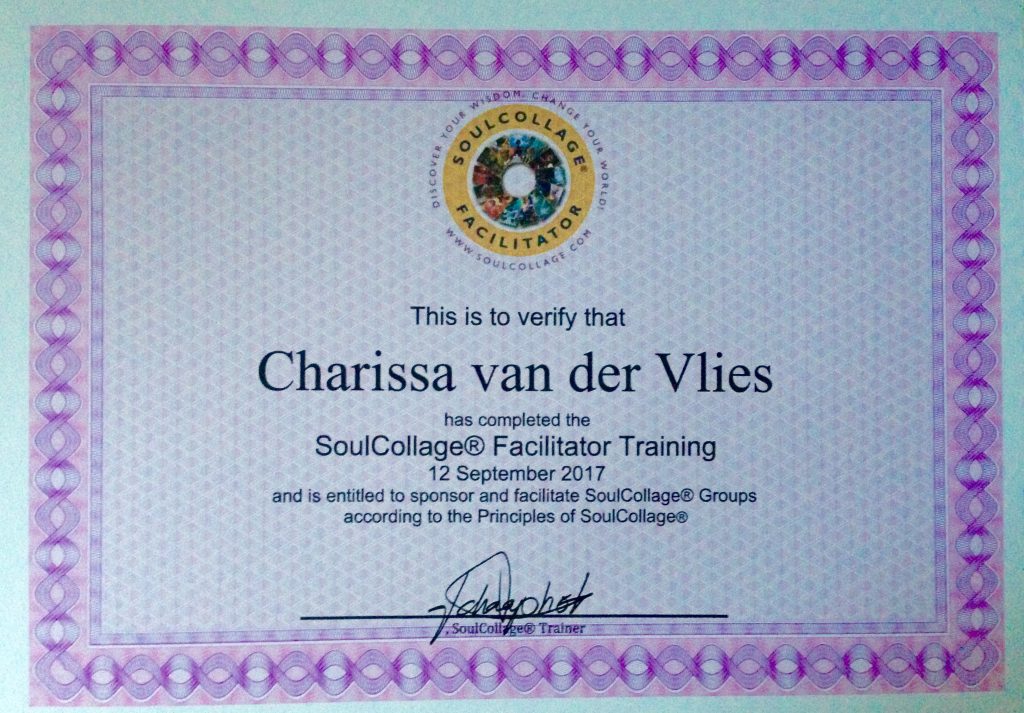 DISCOVER YOUR WISDOM, CHANGE YOUR WORLD!
SOULCOLLAGE®
FACILITATOR
WWW.SOULCOLLAGE.COM
This is to verify that
Charissa van der Vlies
has completed the
SoulCollage® Facilitator Training
12 September 2017
and is entitled to sponsor and facilitate SoulCollage® Groups
according to the Principles of SoulCollage®
, SoulCollage® Trainer